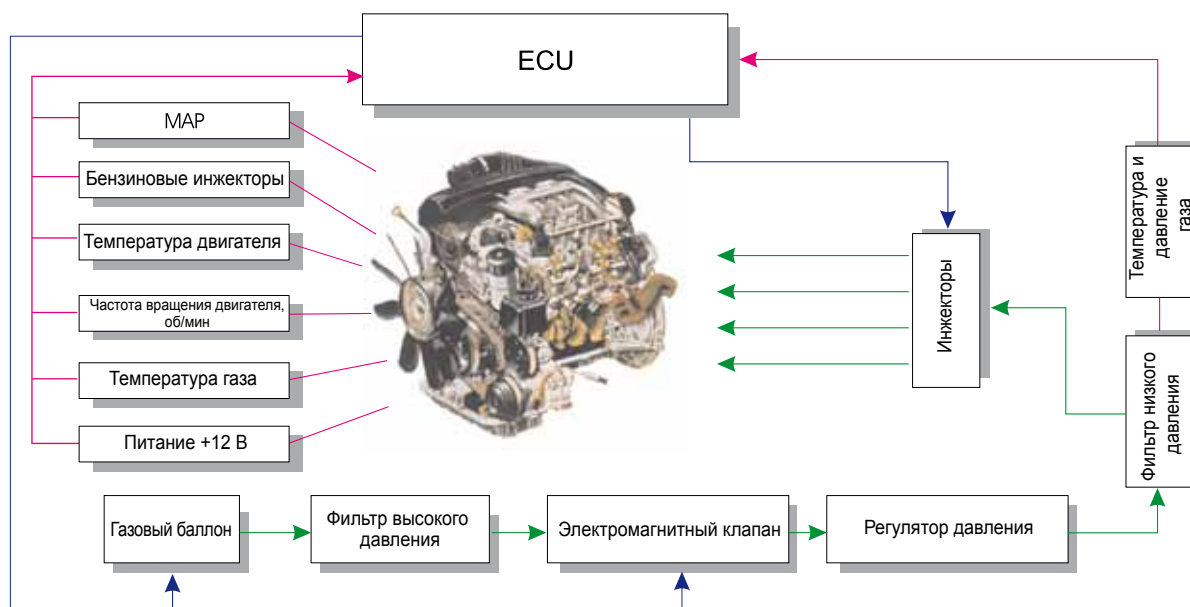 ECU
MAP
Бензиновые инжекторы
Температура двигателя
Частота вращения двигателя,
об/мин
Температура газа
Питание +12 В
Инжекторы
Температура и
давление
газа
Фильтр низкого
давления
Газовый баллон
Фильтр высокого
давления
Электромагнитный клапан
Регулятор давления